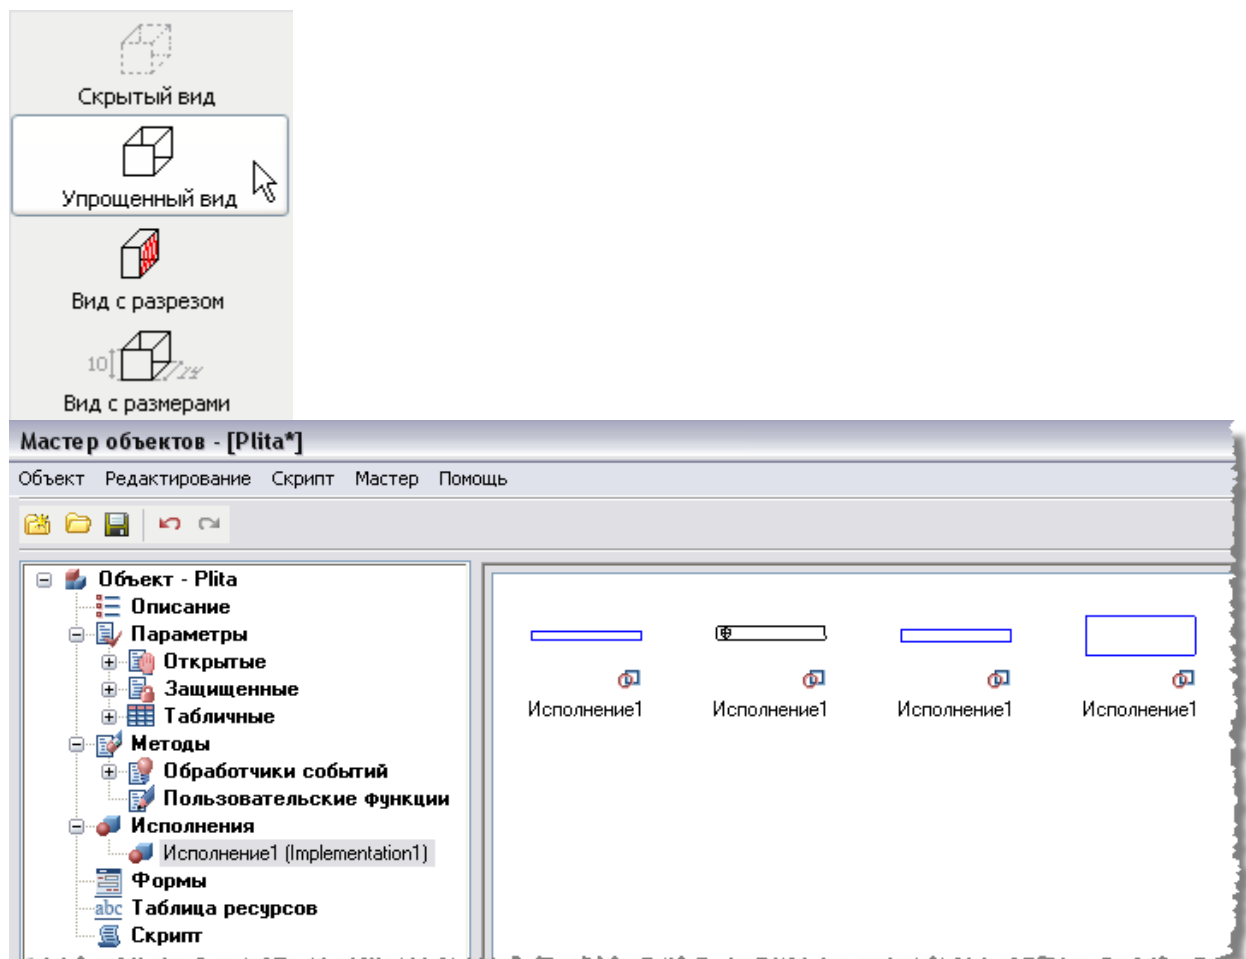 Скрытый вид
Упрощенный вид
Вид с разрезом
10
Вид с размерами
Мастер объектов - [Plita*]
Объект Редактирование Скрипт Мастер Помощь
Объект - Plita
Описание
Параметры
Открытые
Защищенные
Табличные
Методы
Обработчики событий
Пользовательские функции
Исполнения
Исполнение1 (Implementation1)
Формы
abc Таблица ресурсов
Скрипт
Исполнение1 Исполнение1 Исполнение1 Исполнение1